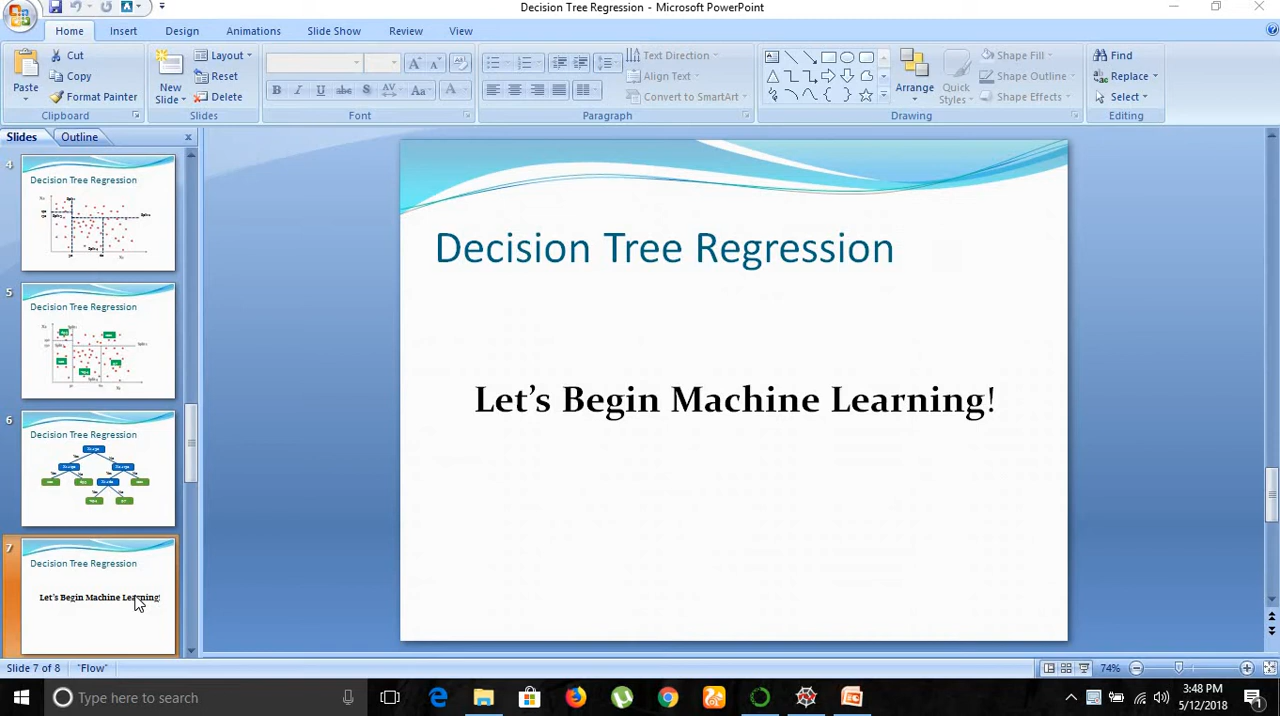 Decision Tree Regression - Microsoft PowerPoint
Home Insert Design Slide Show Animations Review View
Cut
Copy
Format Painter
Paste
Clipboard
New
Slide
Layout
Reset
Delete
Slides
Font
Text Direction
Align Text
Convert to SmartArt
Paragraph
Arrange
Quick
Styles
Shape Fill
Shape Outline
Shape Effects
Drawing
Find
Replace
Select
Editing
Slides Outline
4
Decision Tree Regression
5
Decision Tree Regression
6
Decision Tree Regression
7
Decision Tree Regression
Let's Begin Machine Learning!
Decision Tree Regression
Let's Begin Machine Learning!
Slide 7 of 8 "Flow" 74%
Type here to search
3:48 PM
5/12/2018